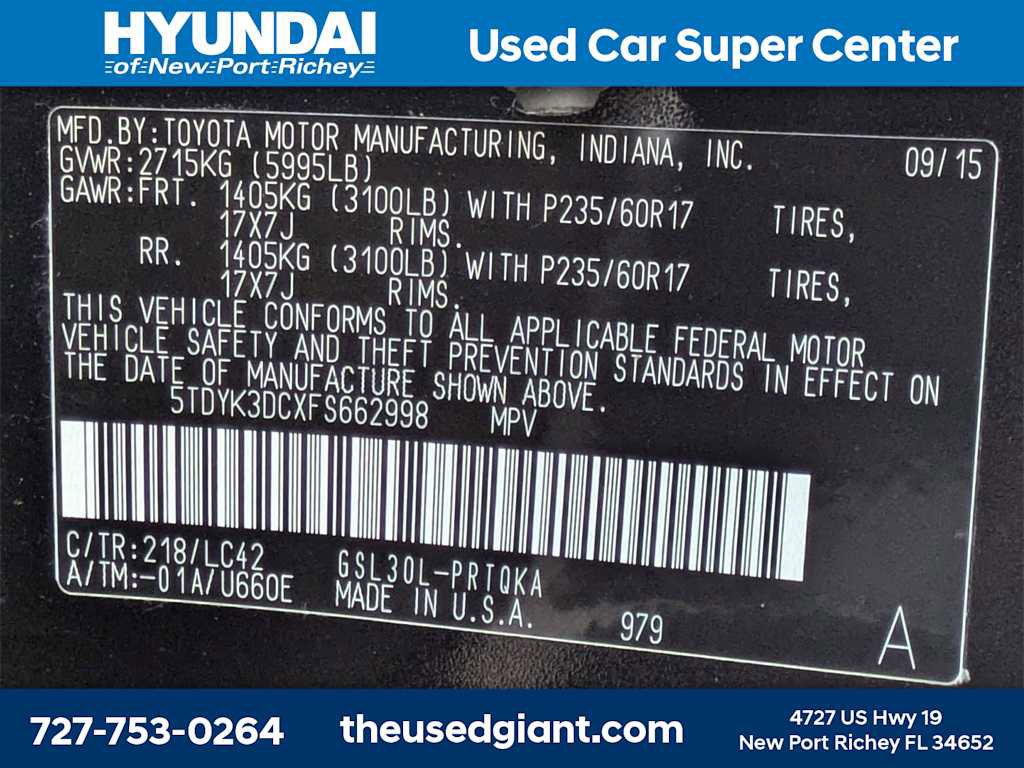 HYUNDAI
of New Port Richey
Used Car Super Center
MFD.BY:TOYOTA MOTOR MANUFACTURING, INDIANA, INC. 09/15
GVWR:2715KG (5995LB)
GAWR:FRT. 1405KG (3100LB) WITH P235/60R17 TIRES,
17X7J RIMS.
RR. 1405KG (3100LB) WITH P235/60R17 TIRES,
17X7J RIMS.
THIS VEHICLE CONFORMS TO ALL APPLICABLE FEDERAL MOTOR
VEHICLE SAFETY AND THEFT PREVENTION STANDARDS IN EFFECT ON
THE DATE OF MANUFACTURE SHOWN ABOVE.
5TDYK3DCXFS662998 MPV
C/TR:218/LC42 GSL30L-PRTQKA
A/TM:-01A/U660E MADE IN U.S.A. 979 A
727-753-0264
theusedgiant.com
4727 US Hwy 19
New Port Richey FL 34652